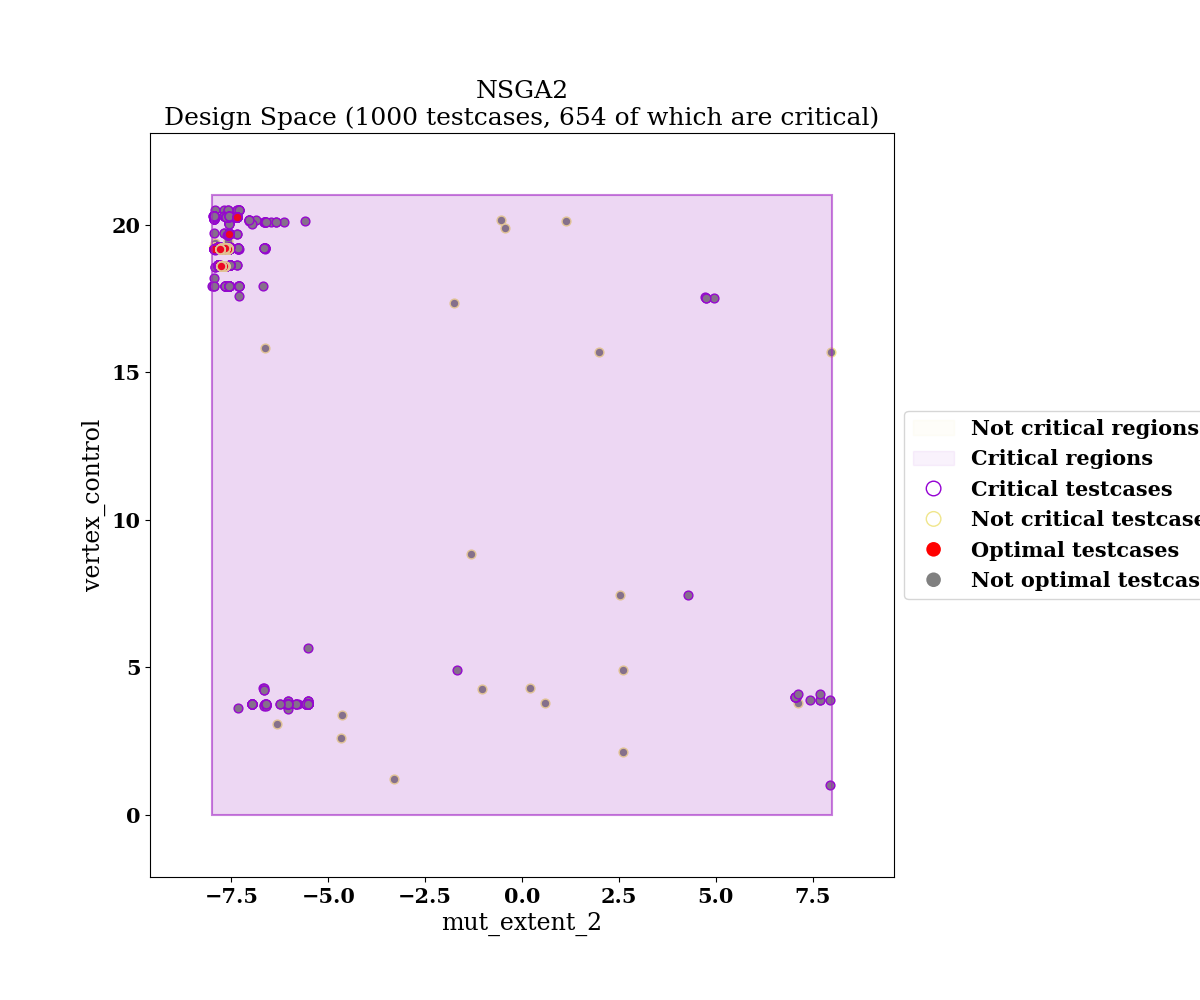 NSGA2
Design Space (1000 testcases, 654 of which are critical)
vertex_control
20
15
10
5
0
−7.5
−5.0
−2.5
0.0
2.5
5.0
7.5
mut_extent_2
Not critical regions
Critical regions
Critical testcases
Not critical testcase
Optimal testcases
Not optimal testcas